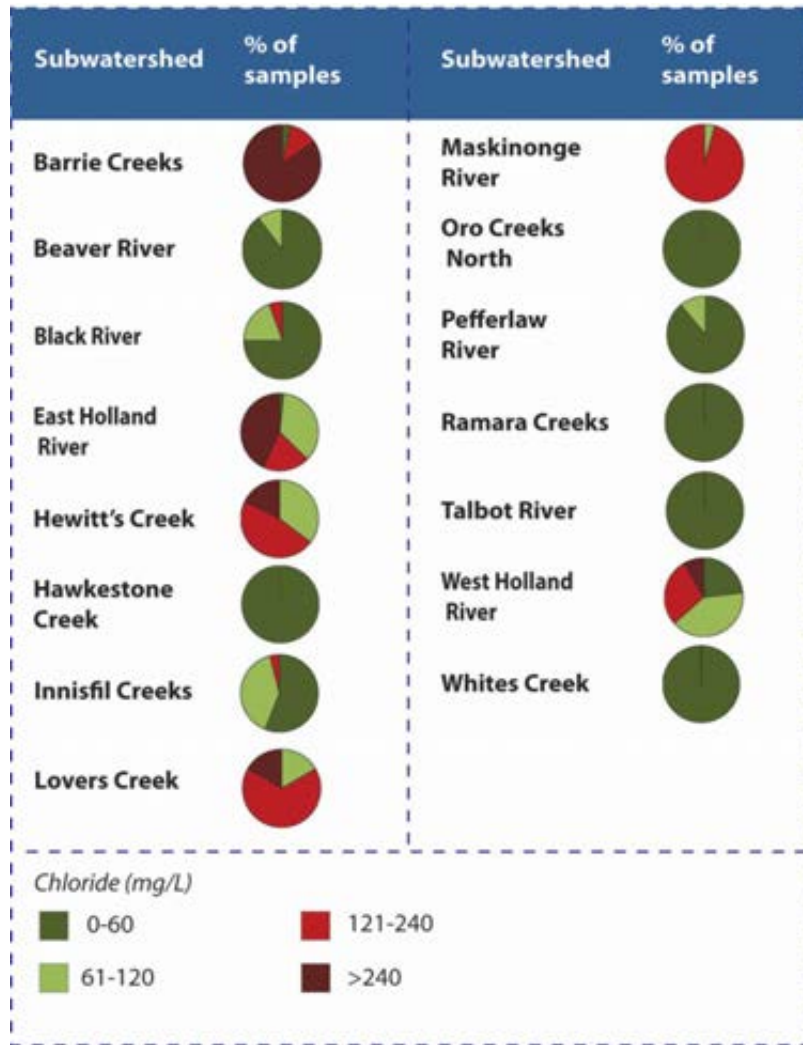 Subwatershed
% of
samples
Barrie Creeks
Beaver River
Black River
East Holland
River
Hewitt's Creek
Hawkestone
Creek
Innisfil Creeks
Lovers Creek
Subwatershed
% of
samples
Maskinonge
River
Oro Creeks
North
Pefferlaw
River
Ramara Creeks
Talbot River
West Holland
River
Whites Creek
Chloride (mg/L)
0-60
61-120
121-240
>240